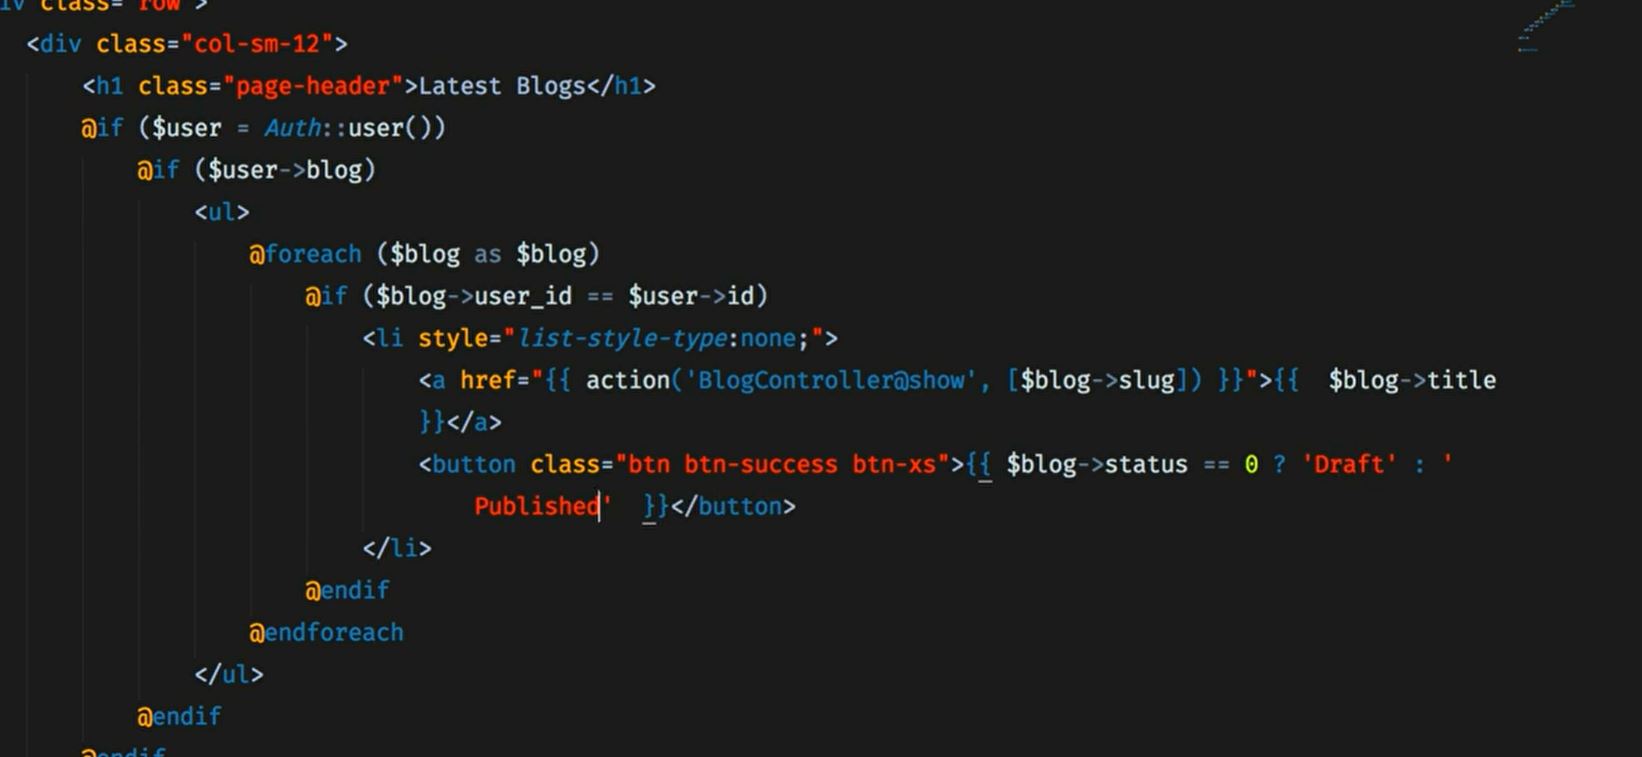 class="row">
<div class="col-sm-12">
<h1 class="page-header">Latest Blogs</h1>
@if ($user = Auth::user())
@if ($user->blog)
<ul>
@foreach ($blog as $blog)
@if ($blog->user_id == $user->id)
<li style="list-style-type:none;">
<a href="{{ action('BlogController@show', [$blog->slug]) }}">{{  $blog->title
}}</a>
<button class="btn btn-success btn-xs">{{ $blog->status == 0 ? 'Draft' : '
Published'  }}</button>
</li>
@endif
@endforeach
</ul>
@endif
@endif